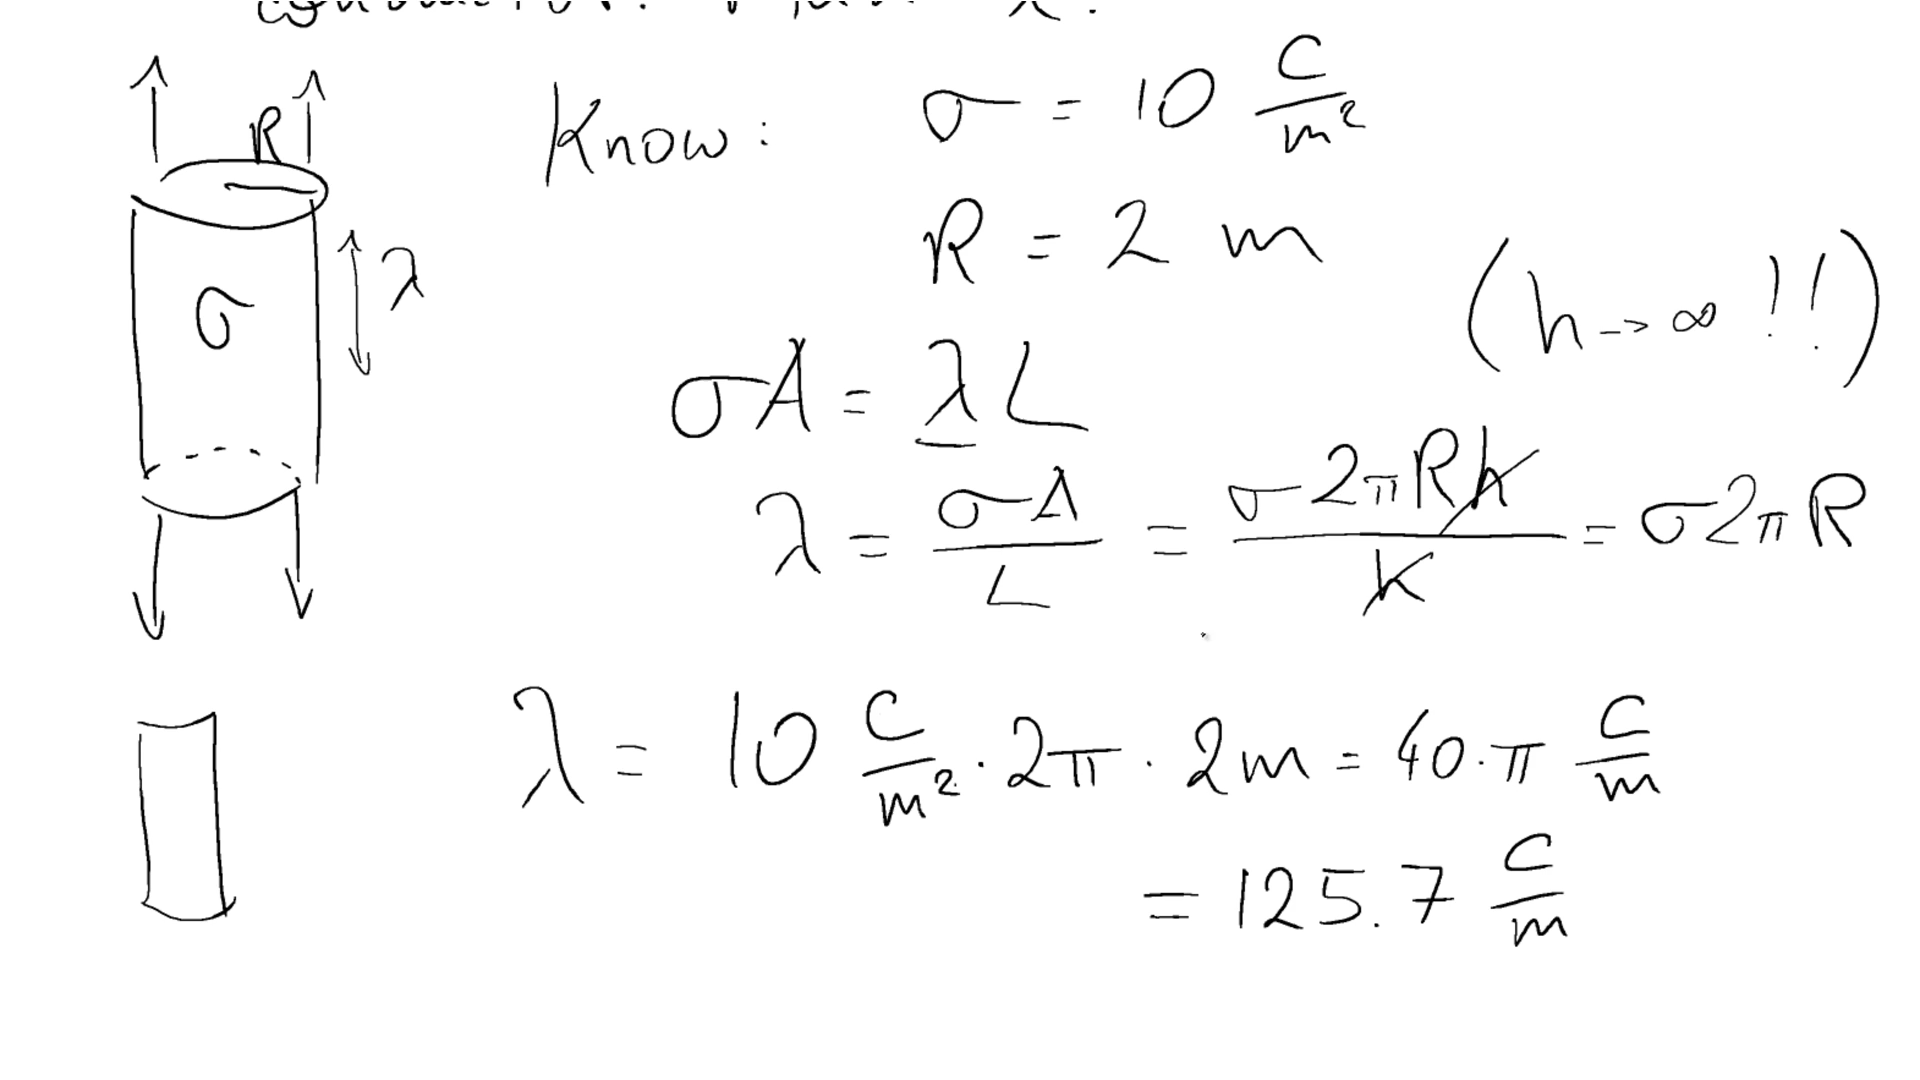 R
Know: σ = 10 C/m²
R = 2 m
λ
σ
(h → ∞ !!)
σA = λL
λ = σA/L = σ2πRh/h = σ2πR
λ = 10 C/m² · 2π · 2m = 40·π C/m
= 125.7 C/m